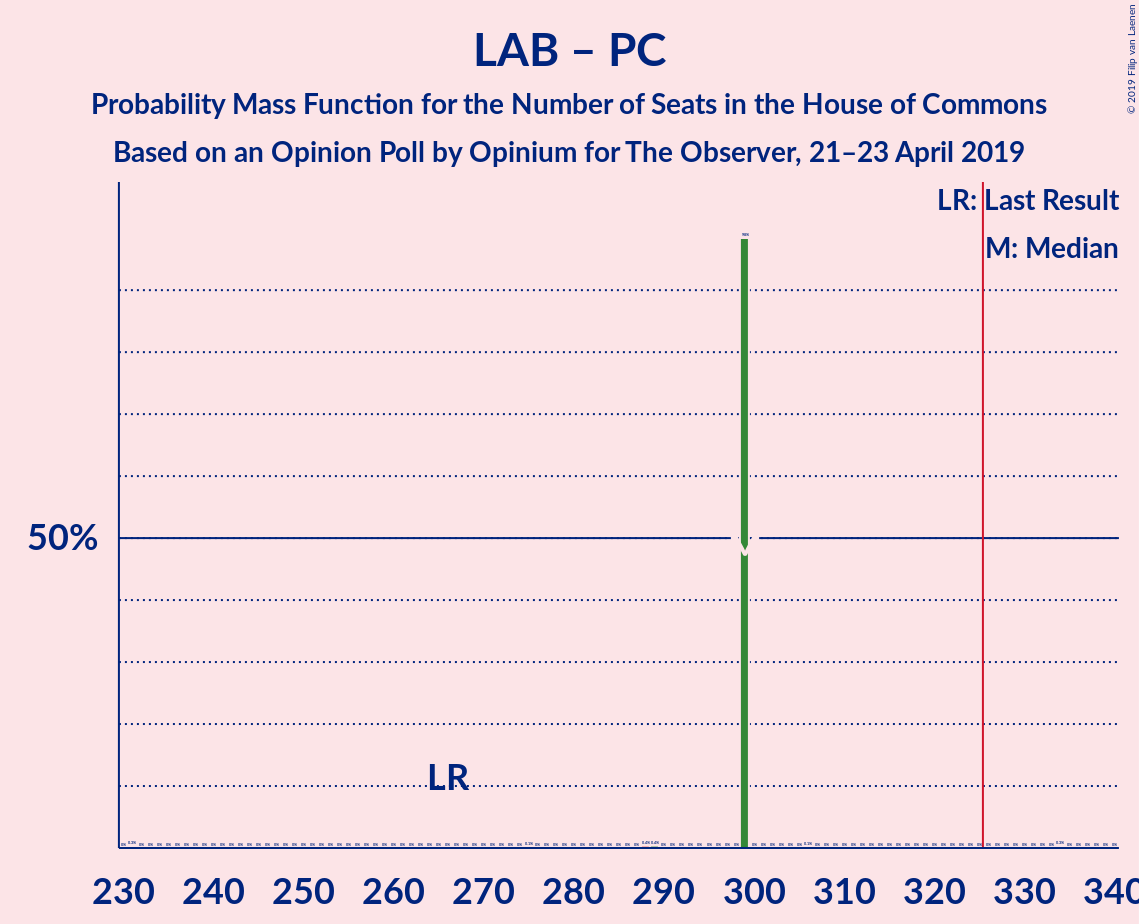 LAB – PC
Probability Mass Function for the Number of Seats in the House of Commons
Based on an Opinion Poll by Opinium for The Observer, 21–23 April 2019
© 2019 Filip van Laenen
LR: Last Result
M: Median
50%
LR
230 240 250 260 270 280 290 300 310 320 330 340